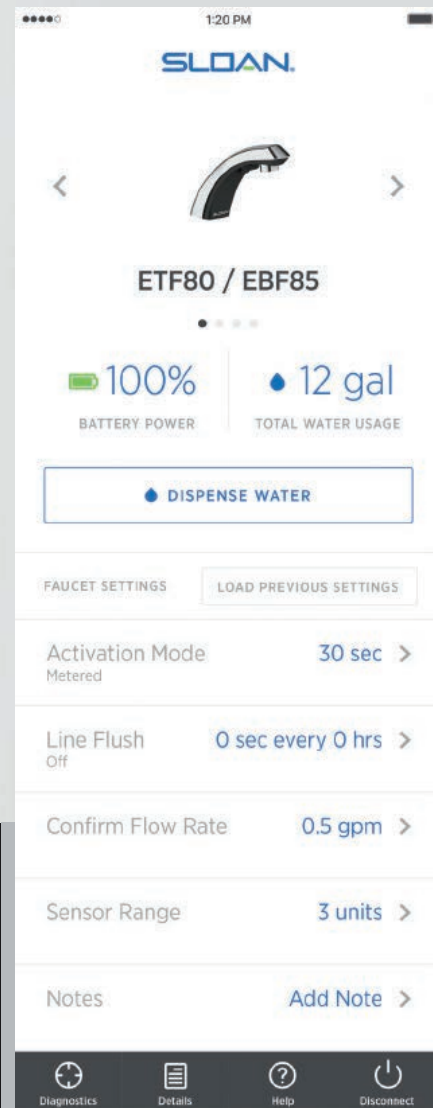 1:20 PM
SLOAN.
ETF80 / EBF85
100%
12 gal
BATTERY POWER
TOTAL WATER USAGE
DISPENSE WATER
FAUCET SETTINGS
LOAD PREVIOUS SETTINGS
Activation Mode
30 sec
Metered
Line Flush
0 sec every 0 hrs
Off
Confirm Flow Rate
0.5 gpm
Sensor Range
3 units
Notes
Add Note
Diagnostics
Details
Help
Disconnect